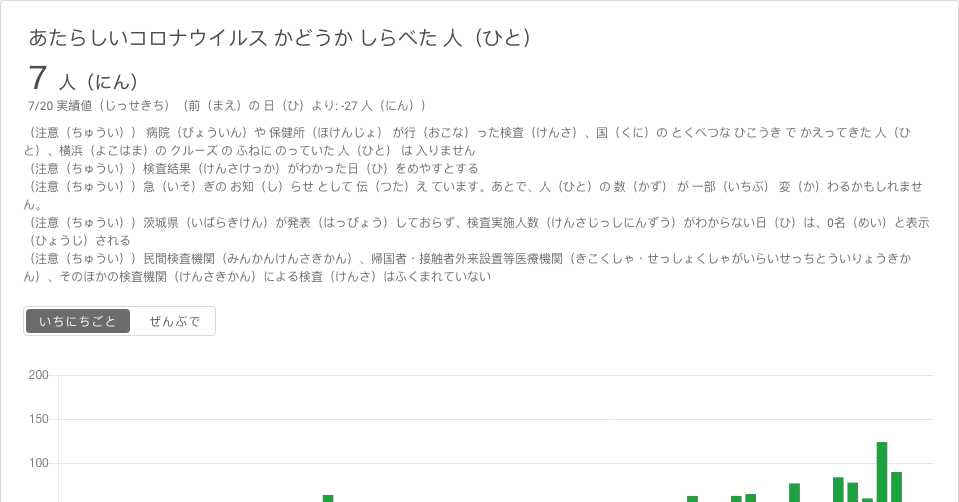 あたらしいコロナウイルス かどうか しらべた 人（ひと）
7 人（にん）
7/20 実績値（じっせきち）（前（まえ）の 日（ひ）より: -27 人（にん））
（注意（ちゅうい）） 病院（びょういん）や 保健所（ほけんじょ） が行（おこな）った検査（けんさ）、国（くに）の とくべつな ひこうき で かえってきた 人（ひ
と）、横浜（よこはま）の クルーズ の ふねに のっていた 人（ひと） は 入りません
（注意（ちゅうい））検査結果（けんさけっか）がわかった日（ひ）をめやすとする
（注意（ちゅうい））急（いそ）ぎの お知（し）らせ として 伝（つた）え ています。あとで、人（ひと）の 数（かず） が 一部（いちぶ） 変（か）わるかもしれませ
ん。
（注意（ちゅうい））茨城県（いばらきけん）が発表（はっぴょう）しておらず、検査実施人数（けんさじっしにんずう）がわからない日（ひ）は、0名（めい）と表示
（ひょうじ）される
（注意（ちゅうい））民間検査機関（みんかんけんさきかん）、帰国者・接触者外来設置等医療機関（きこくしゃ・せっしょくしゃがいらいせっちとういりょうきか
ん）、そのほかの検査機関（けんさきかん）による検査（けんさ）はふくまれていない
いちにちごと ぜんぶで
200
150
100